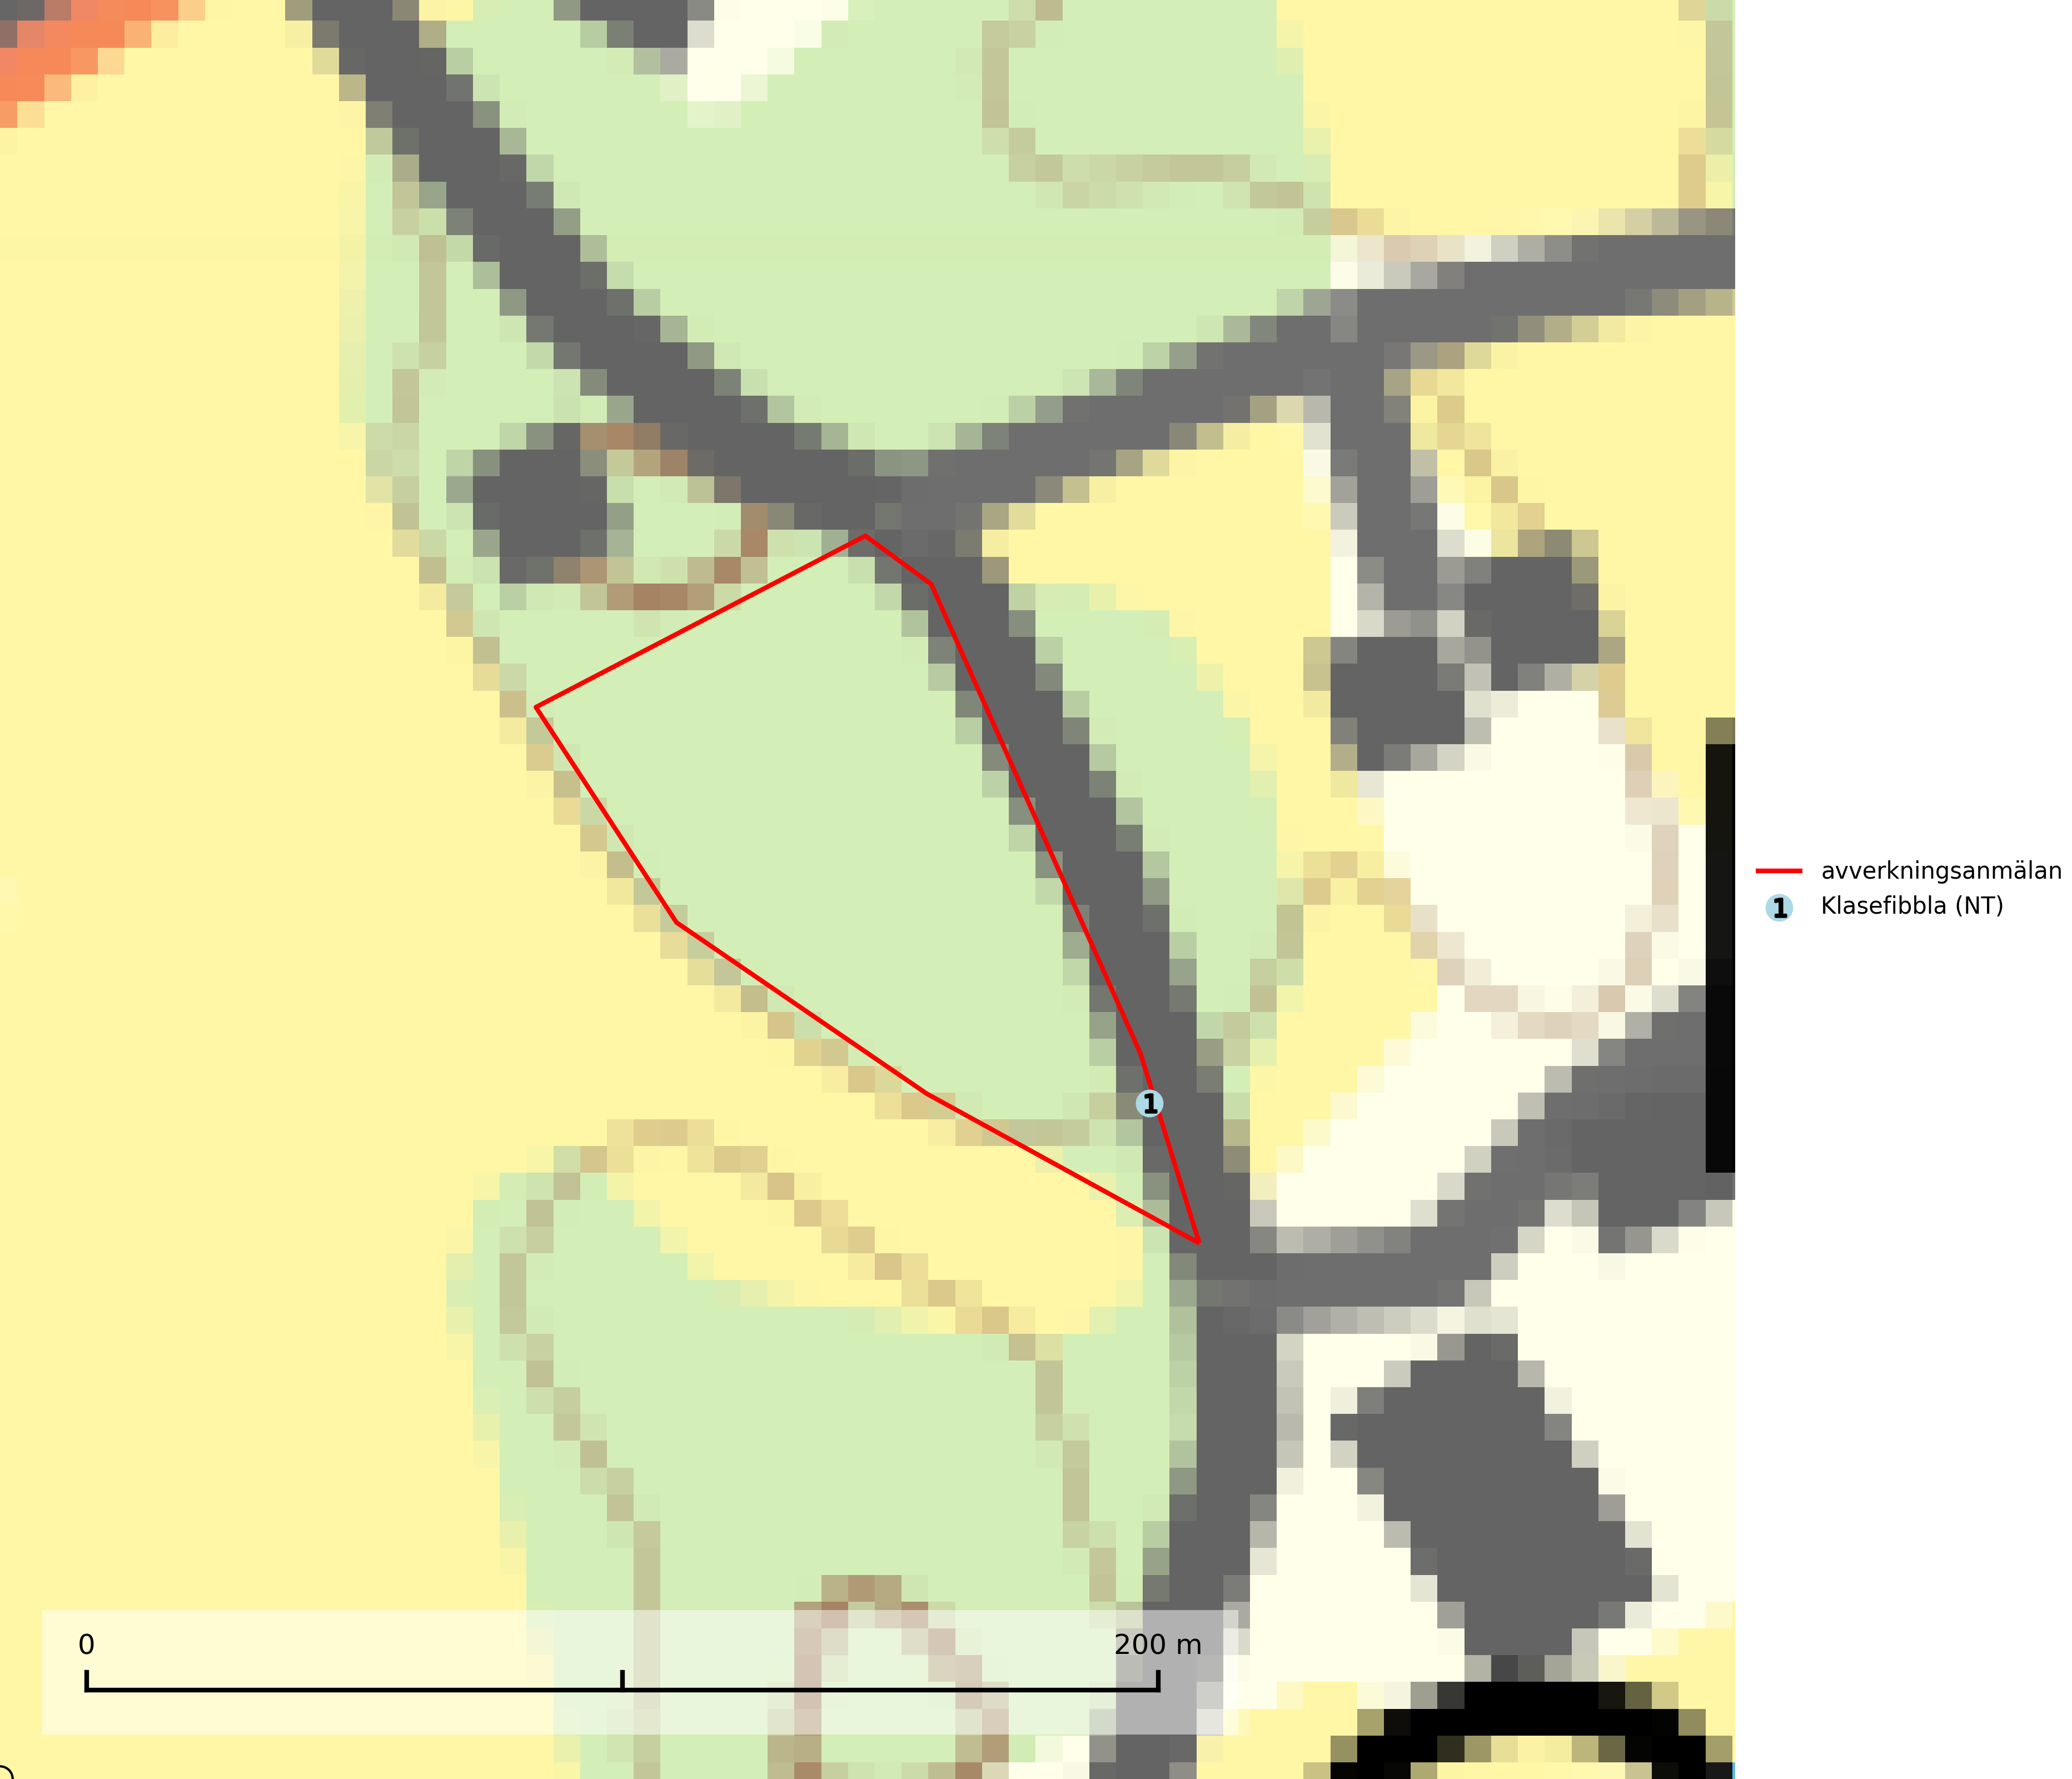 avverkningsanmälan
1 Klasefibbla (NT)
1
0 200 m